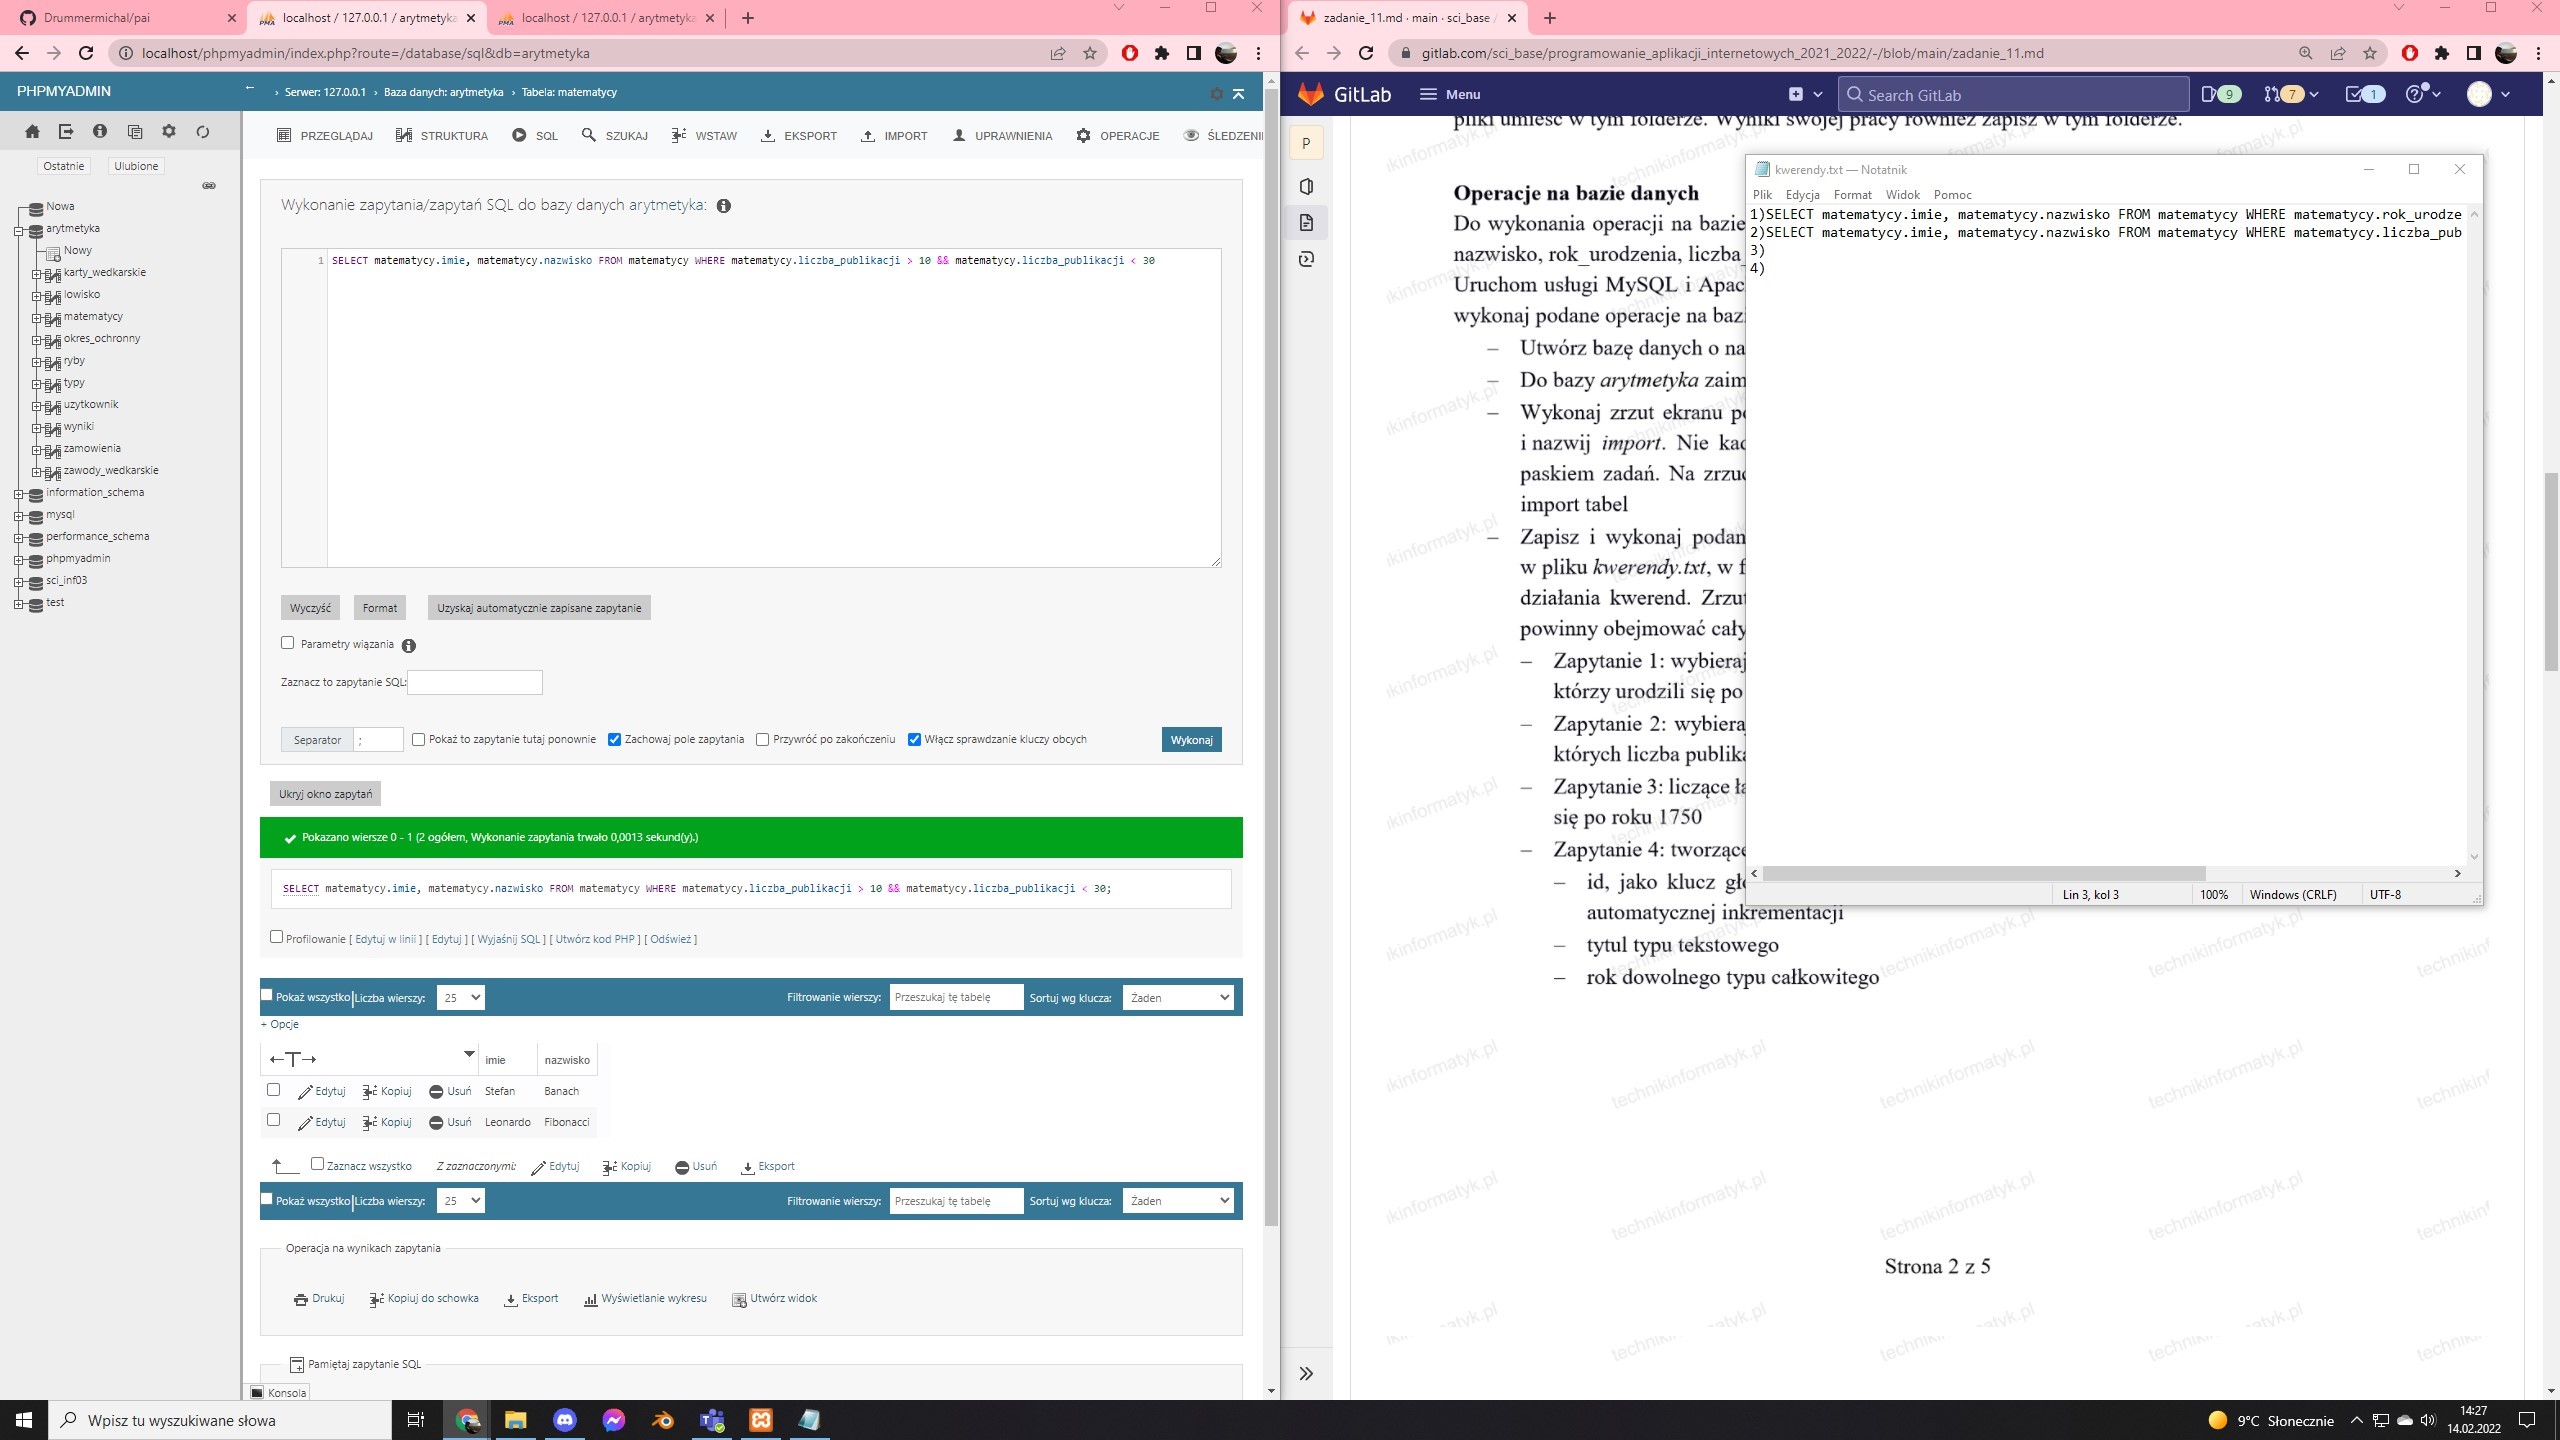 Drummermichal/pai
localhost / 127.0.0.1 / arytmetyka
localhost / 127.0.0.1 / arytmetyka
localhost/phpmyadmin/index.php?route=/database/sql&db=arytmetyka
PHPMYADMIN
Serwer: 127.0.0.1 › Baza danych: arytmetyka › Tabela: matematycy
PRZEGLĄDAJ STRUKTURA SQL SZUKAJ WSTAW EKSPORT IMPORT UPRAWNIENIA OPERACJE ŚLEDZENI
Ostatnie Ulubione
Nowa
arytmetyka
Nowy
karty_wedkarskie
lowisko
matematycy
okres_ochronny
ryby
typy
uzytkownik
wyniki
zamowienia
zawody_wedkarskie
information_schema
mysql
performance_schema
phpmyadmin
sci_inf03
test
Wykonanie zapytania/zapytań SQL do bazy danych arytmetyka:
1 SELECT matematycy.imie, matematycy.nazwisko FROM matematycy WHERE matematycy.liczba_publikacji > 10 && matematycy.liczba_publikacji < 30
Wyczyść Format Uzyskaj automatycznie zapisane zapytanie
Parametry wiązania
Zaznacz to zapytanie SQL:
Separator ; Pokaż to zapytanie tutaj ponownie Zachowaj pole zapytania Przywróć po zakończeniu Włącz sprawdzanie kluczy obcych Wykonaj
Ukryj okno zapytań
Pokazano wiersze 0 - 1 (2 ogółem, Wykonanie zapytania trwało 0,0013 sekund(y).)
SELECT matematycy.imie, matematycy.nazwisko FROM matematycy WHERE matematycy.liczba_publikacji > 10 && matematycy.liczba_publikacji < 30;
Profilowanie [ Edytuj w linii ] [ Edytuj ] [ Wyjaśnij SQL ] [ Utwórz kod PHP ] [ Odśwież ]
Pokaż wszystko Liczba wierszy: 25 Filtrowanie wierszy: Przeszukaj tę tabelę Sortuj wg klucza: Żaden
+ Opcje
←T→ imie nazwisko
Edytuj Kopiuj Usuń Stefan Banach
Edytuj Kopiuj Usuń Leonardo Fibonacci
Zaznacz wszystko Z zaznaczonymi: Edytuj Kopiuj Usuń Eksport
Pokaż wszystko Liczba wierszy: 25 Filtrowanie wierszy: Przeszukaj tę tabelę Sortuj wg klucza: Żaden
Operacja na wynikach zapytania
Drukuj Kopiuj do schowka Eksport Wyświetlanie wykresu Utwórz widok
Pamiętaj zapytanie SQL
Konsola
zadanie_11.md · main · sci_base /
gitlab.com/sci_base/programowanie_aplikacji_internetowych_2021_2022/-/blob/main/zadanie_11.md
GitLab Menu Search GitLab 9 7 1
P
pliki umieść w tym folderze. Wyniki swojej pracy również zapisz w tym folderze.
Operacje na bazie danych
Do wykonania operacji na bazie
nazwisko, rok_urodzenia, liczba_
Uruchom usługi MySQL i Apac
wykonaj podane operacje na bazi
– Utwórz bazę danych o na
– Do bazy arytmetyka zaim
– Wykonaj zrzut ekranu po
i nazwij import. Nie kad
paskiem zadań. Na zrzuc
import tabel
– Zapisz i wykonaj podan
w pliku kwerendy.txt, w f
działania kwerend. Zrzut
powinny obejmować cały
– Zapytanie 1: wybieraj
którzy urodzili się po
– Zapytanie 2: wybiera
których liczba publika
– Zapytanie 3: liczące
się po roku 1750
– Zapytanie 4: tworzące
– id, jako klucz gł
automatycznej inkrementacji
– tytul typu tekstowego
– rok dowolnego typu całkowitego
Strona 2 z 5
technikinformatyk.pl
kwerendy.txt — Notatnik
Plik Edycja Format Widok Pomoc
1)SELECT matematycy.imie, matematycy.nazwisko FROM matematycy WHERE matematycy.rok_urodze
2)SELECT matematycy.imie, matematycy.nazwisko FROM matematycy WHERE matematycy.liczba_pub
3)
4)
Lin 3, kol 3 100% Windows (CRLF) UTF-8
Wpisz tu wyszukiwane słowa
9°C Słonecznie
14:27
14.02.2022